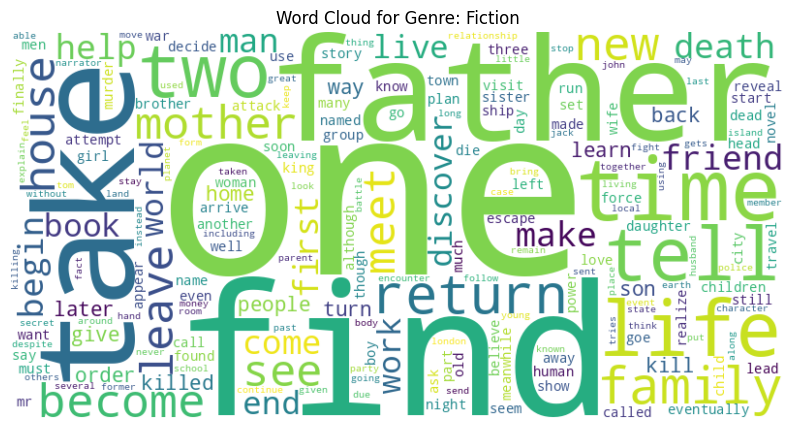 Word Cloud for Genre: Fiction
able
move
war
decide
use
story
thing
relationship
little
stop
john
may
last
men
narrator
help
man
live
way
three
know
visit
run
new
death
reveal
finally
used
great
keep
many
town
sister
set
start
feel
murder
brother
attack
go
plan
ship
day
wife
back
dead
novel
house
take
two
father
mother
named
group
long
made
head
island
explain
attempt
girl
planet
form
soon
leaving
discover
die
learn
jack
fight
gets
friend
tom
stay
taken
king
look
battle
woman
home
one
time
together
using
without
land
world
another
arrive
first
although
meet
left
case
bring
escape
living
member
local
begin
book
leave
instead
including
well
though
much
remain
make
force
daughter
tell
city
travel
killing
fact
appear
parent
encounter
follow
love
husband
police
later
name
even
people
return
sent
power
place
son
children
still
want
secret
hand
money
room
turn
past
body
young
event
earth
state
character
realize
life
say
despite
around
give
call
found
come
work
boy
believe
meanwhile
known
away
human
tries
think
goe
put
along
must
never
school
see
find
party
going
ask
old
part
kill
child
lead
mr
others
several
former
order
killed
continue
given
london
due
end
night
send
seem
show
called
family
eventually
become